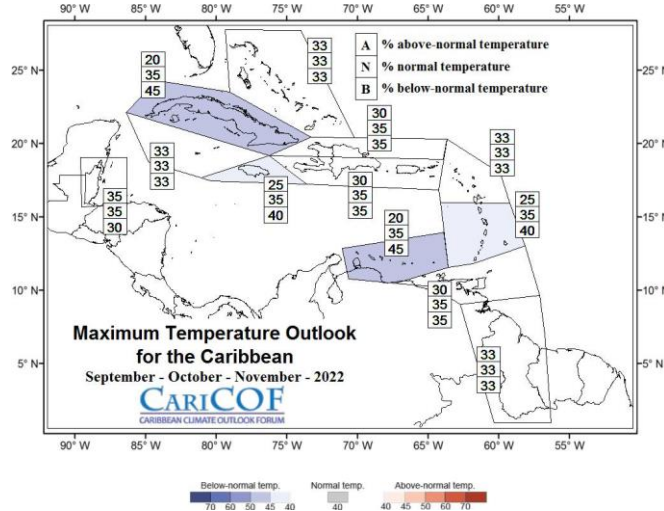 A % above-normal temperature
N % normal temperature
B % below-normal temperature
25° N
20° N
15° N
10° N
5° N
20
35
45
33
33
33
30
35
35
33
33
33
33
33
33
25
35
40
30
35
35
25
35
40
35
35
30
20
35
45
30
35
35
33
33
33
Maximum Temperature Outlook
for the Caribbean
September - October - November - 2022
CARICOF
CARIBBEAN CLIMATE OUTLOOK FORUM
90° W 85° W 80° W 75° W 70° W 65° W 60° W 55° W
Below-normal temp. Normal temp. Above-normal temp.
70 60 50 45 40 40 40 45 50 60 70